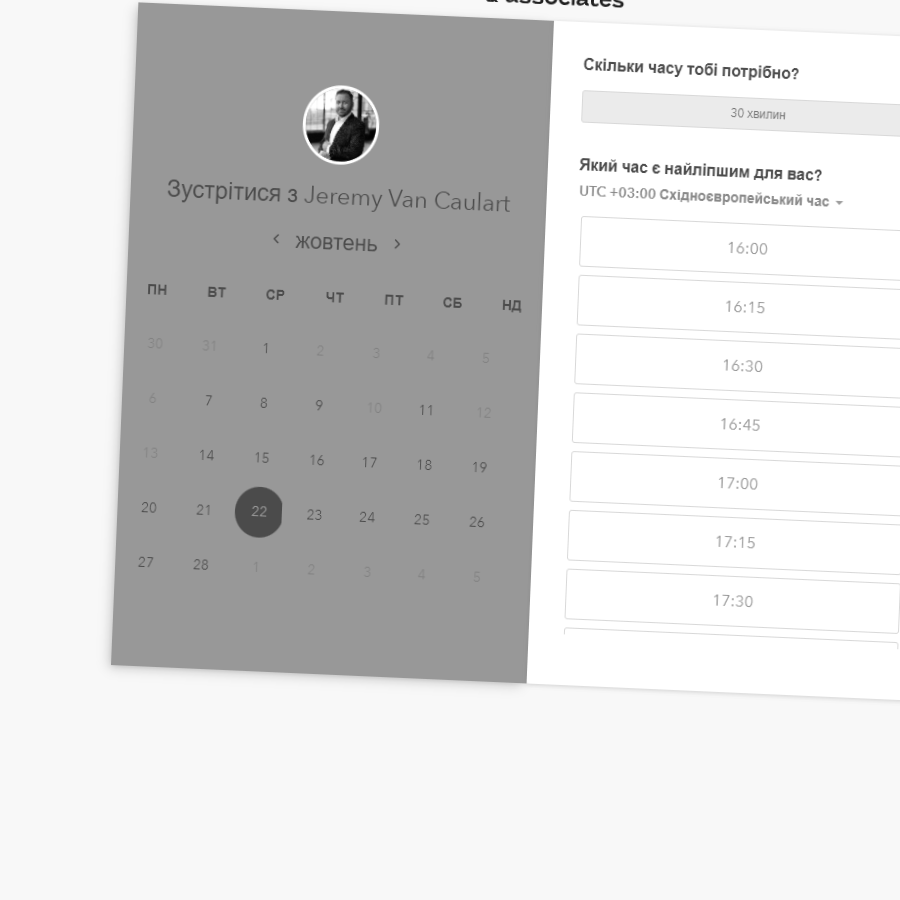 & associates
Зустрітися з Jeremy Van Caulart
жовтень
ПН ВТ СР ЧТ ПТ СБ НД
30 31 1 2 3 4 5
6 7 8 9 10 11 12
13 14 15 16 17 18 19
20 21 22 23 24 25 26
27 28 1 2 3 4 5
Скільки часу тобі потрібно?
30 хвилин
Який час є найліпшим для вас?
UTC +03:00 Східноєвропейський час
16:00
16:15
16:30
16:45
17:00
17:15
17:30